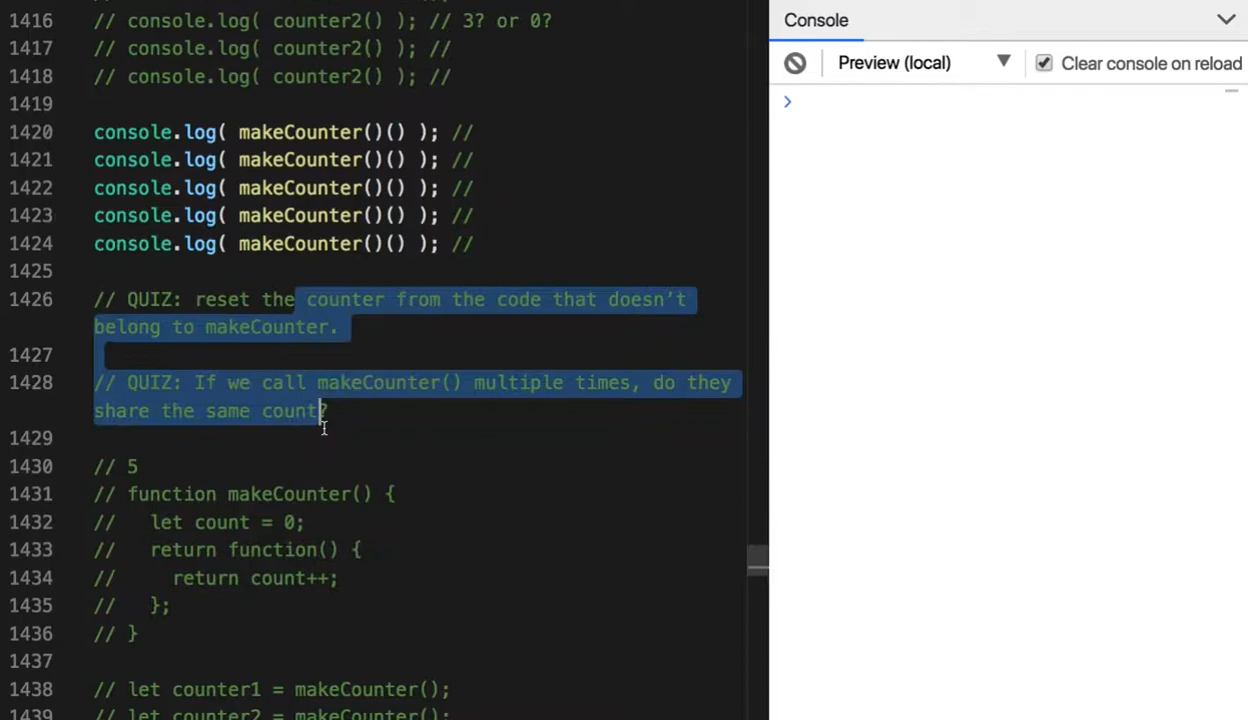 1416 // console.log( counter2() ); // 3? or 0?
1417 // console.log( counter2() ); //
1418 // console.log( counter2() ); //
1419
1420 console.log( makeCounter()() ); //
1421 console.log( makeCounter()() ); //
1422 console.log( makeCounter()() ); //
1423 console.log( makeCounter()() ); //
1424 console.log( makeCounter()() ); //
1425
1426 // QUIZ: reset the counter from the code that doesn’t
belong to makeCounter.
1427
1428 // QUIZ: If we call makeCounter() multiple times, do they
share the same count?
1429
1430 // 5
1431 // function makeCounter() {
1432 //   let count = 0;
1433 //   return function() {
1434 //     return count++;
1435 //   };
1436 // }
1437
1438 // let counter1 = makeCounter();
1439 // let counter2 = makeCounter();
Console
Preview (local) ▼ Clear console on reload
>